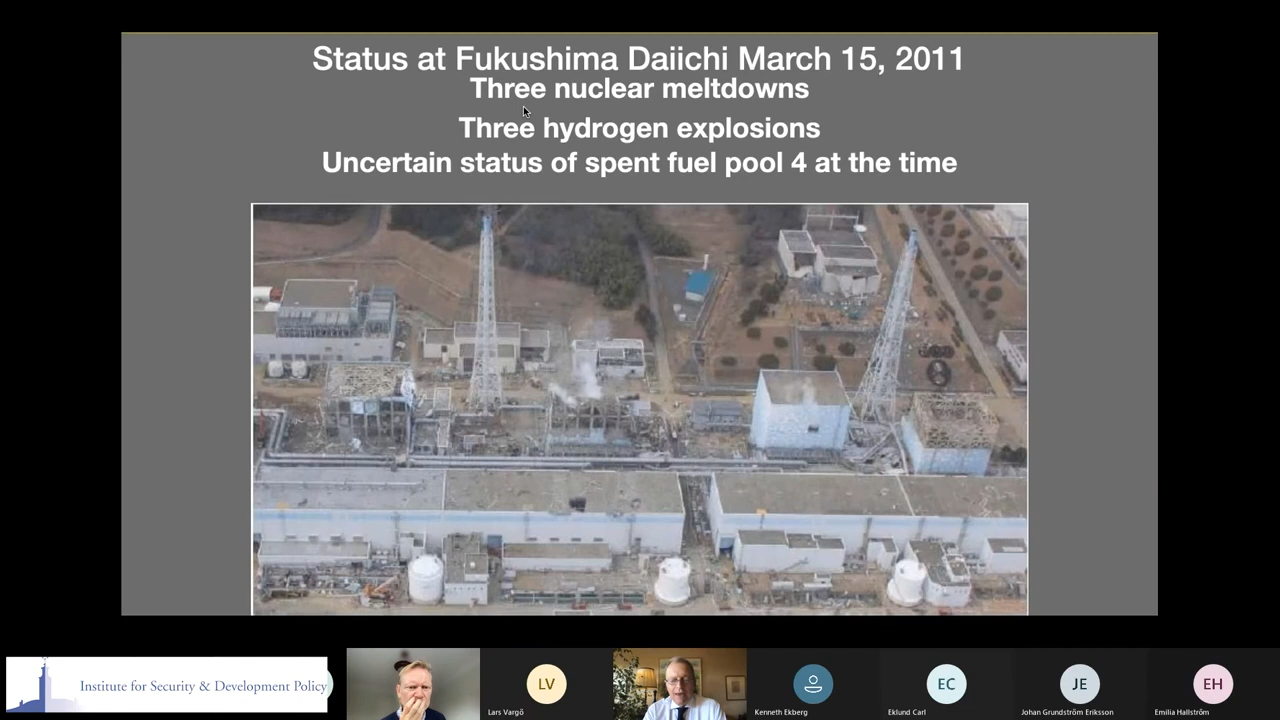 Status at Fukushima Daiichi March 15, 2011
Three nuclear meltdowns
Three hydrogen explosions
Uncertain status of spent fuel pool 4 at the time
Institute for Security & Development Policy
LV
Lars Vargö
Kenneth Ekberg
EC
Eklund Carl
JE
Johan Grundström Eriksson
EH
Emilia Hallström